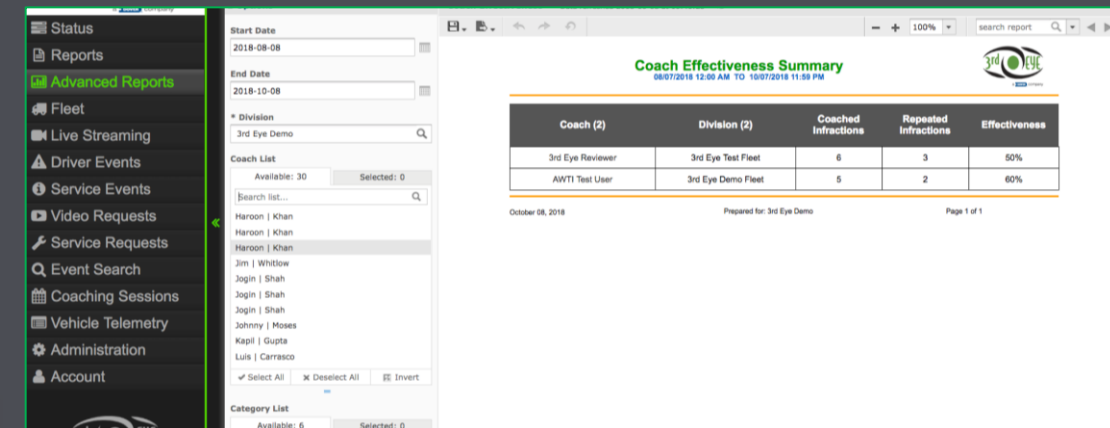 company
Status
Reports
Advanced Reports
Fleet
Live Streaming
Driver Events
Service Events
Video Requests
Service Requests
Event Search
Coaching Sessions
Vehicle Telemetry
Administration
Account
Start Date
2018-08-08
End Date
2018-10-08
* Division
3rd Eye Demo
Coach List
Available: 30 Selected: 0
Search list...
Haroon | Khan
Haroon | Khan
Haroon | Khan
Jim | Whitlow
Jogin | Shah
Jogin | Shah
Jogin | Shah
Johnny | Moses
Kapil | Gupta
Luis | Carrasco
Select All Deselect All Invert
Category List
Available: 6 Selected: 0
100% search report
3rd EYE
company
Coach Effectiveness Summary
08/07/2018 12:00 AM TO 10/07/2018 11:59 PM
Coach (2) Division (2) Coached Infractions Repeated Infractions Effectiveness
3rd Eye Reviewer 3rd Eye Test Fleet 6 3 50%
AWTI Test User 3rd Eye Demo Fleet 5 2 60%
October 08, 2018 Prepared for: 3rd Eye Demo Page 1 of 1